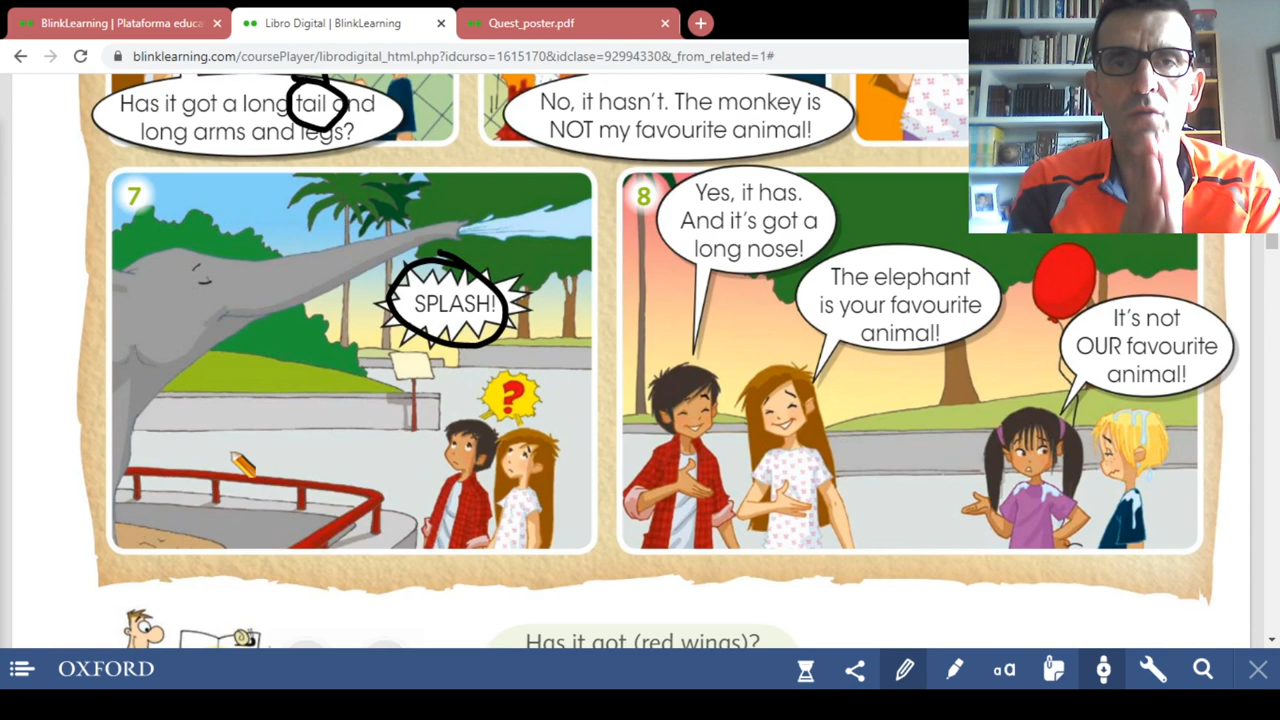 BlinkLearning | Plataforma educa
Libro Digital | BlinkLearning
Quest_poster.pdf
blinklearning.com/coursePlayer/librodigital_html.php?idcurso=1615170&idclase=92994330&_from_related=1#
Has it got a long tail and
long arms and legs?
No, it hasn't. The monkey is
NOT my favourite animal!
7
SPLASH!
?
8
Yes, it has.
And it's got a
long nose!
The elephant
is your favourite
animal!
It's not
OUR favourite
animal!
Has it got (red wings)?
OXFORD
aa